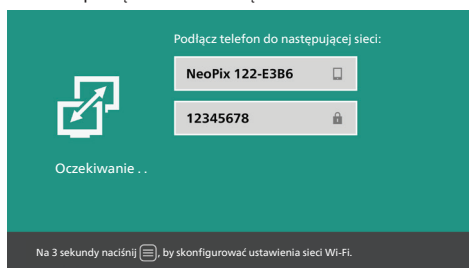 Podłącz telefon do następującej sieci:
NeoPix 122-E3B6
12345678
Oczekiwanie . .
Na 3 sekundy naciśnij , by skonfigurować ustawienia sieci Wi-Fi.